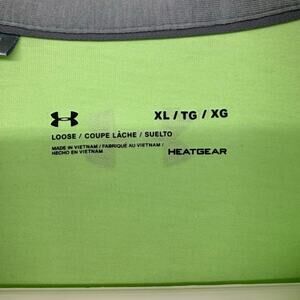 XL / TG / XG
LOOSE / COUPE LÂCHE / SUELTO
MADE IN VIETNAM / FABRIQUÉ AU VIETNAM /
HECHO EN VIETNAM
HEATGEAR